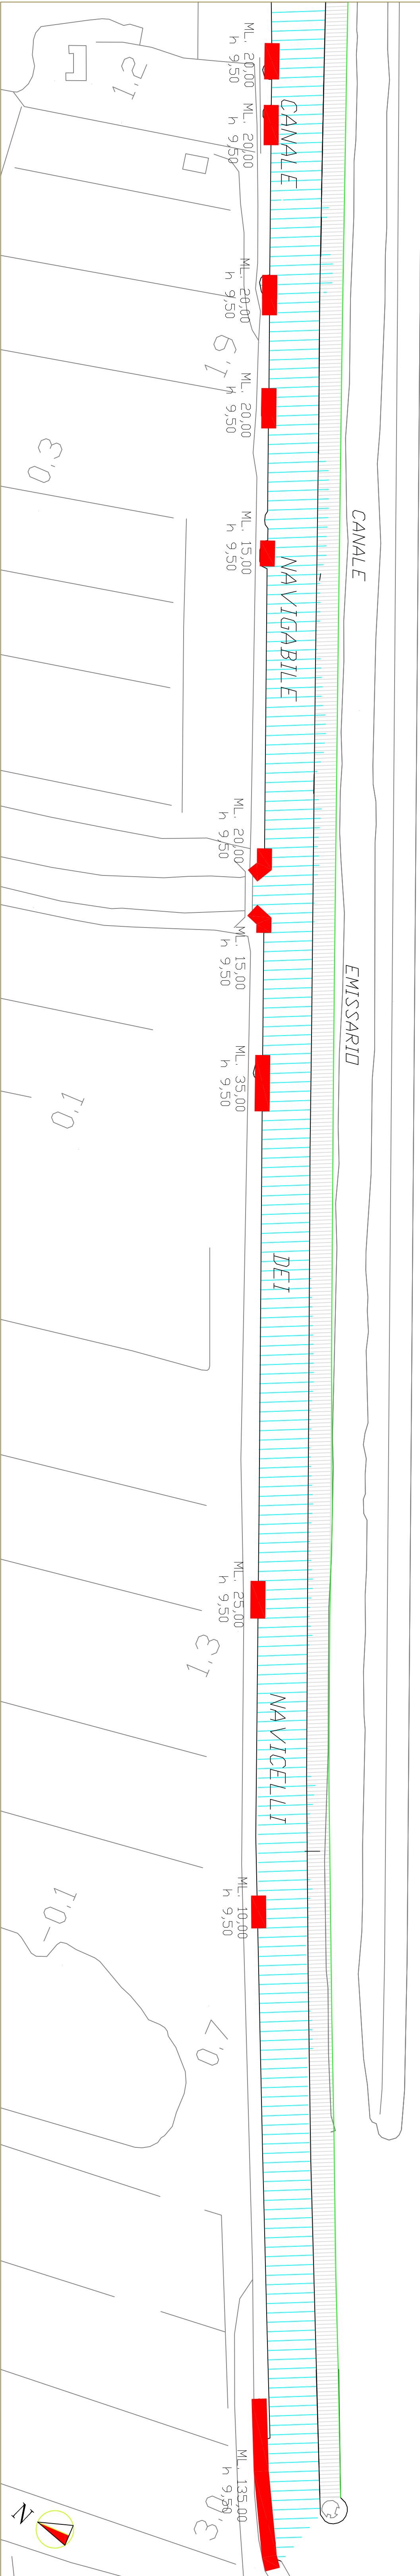 ML. 20,00
h 9,50
1,2
ML. 20,00
h 9,50
CANALE
ML. 20,00
h 9,50
1,9
ML. 20,00
h 9,50
0,3
ML. 15,00
h 9,50
CANALE
NAVIGABILE
ML. 20,00
h 9,50
ML. 15,00
h 9,50
EMISSARIO
ML. 35,00
h 9,50
0,1
DEI
ML. 25,00
h 9,50
1,3
NAVICELLI
ML. 10,00
h 9,50
-0,1
0,7
ML. 135,00
h 9,50
N